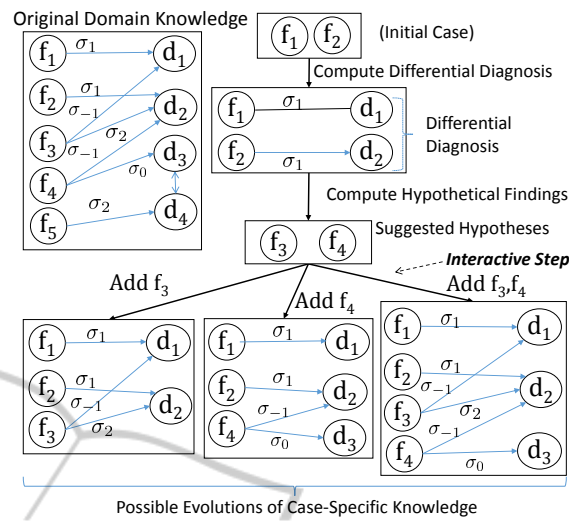 Original Domain Knowledge
f₁ σ₁ d₁
f₂ σ₁ d₂
σ₋₁
f₃ σ₂
σ₋₁ d₃
f₄ σ₀
f₅ σ₂ d₄
f₁ f₂ (Initial Case)
Compute Differential Diagnosis
f₁ σ₁ d₁
f₂ σ₁ d₂
Differential
Diagnosis
Compute Hypothetical Findings
Suggested Hypotheses
f₃ f₄
Interactive Step
Add f₃
Add f₄
Add f₃,f₄
f₁ σ₁ d₁
f₂ σ₁ d₂
σ₋₁
f₃ σ₂
f₁ σ₁ d₁
f₂ σ₁ d₂
σ₋₁
f₄ σ₀ d₃
f₁ σ₁ d₁
f₂ σ₁ d₂
σ₋₁
f₃ σ₂
σ₋₁
f₄ σ₀ d₃
Possible Evolutions of Case-Specific Knowledge